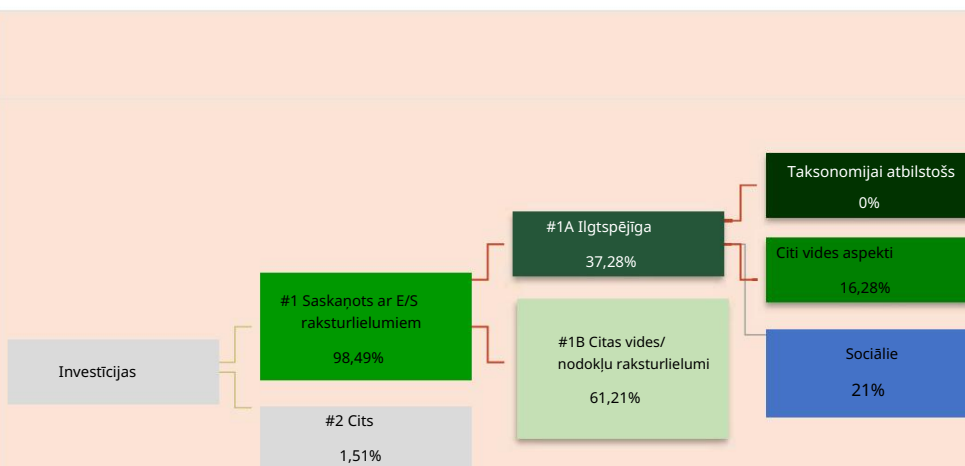 Investīcijas
#1 Saskaņots ar E/S
raksturlielumiem
98,49%
#2 Cits
1,51%
#1A Ilgtspējīga
37,28%
#1B Citas vides/
nodokļu raksturlielumi
61,21%
Taksonomijai atbilstošs
0%
Citi vides aspekti
16,28%
Sociālie
21%